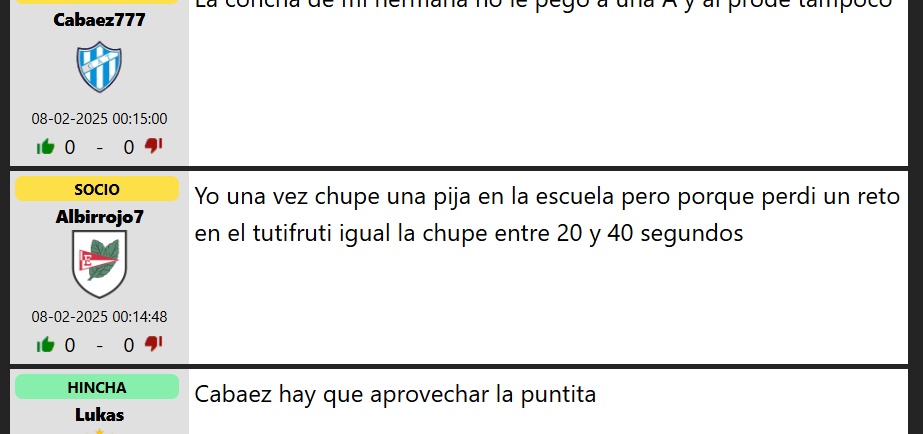 La concha de mi hermana no le pego a una A y al prode tampoco
Cabaez777
C A T
08-02-2025 00:15:00
0 - 0
SOCIO
Yo una vez chupe una pija en la escuela pero porque perdi un reto
Albirrojo7
en el tutifruti igual la chupe entre 20 y 40 segundos
E
08-02-2025 00:14:48
0 - 0
HINCHA
Cabaez hay que aprovechar la puntita
Lukas